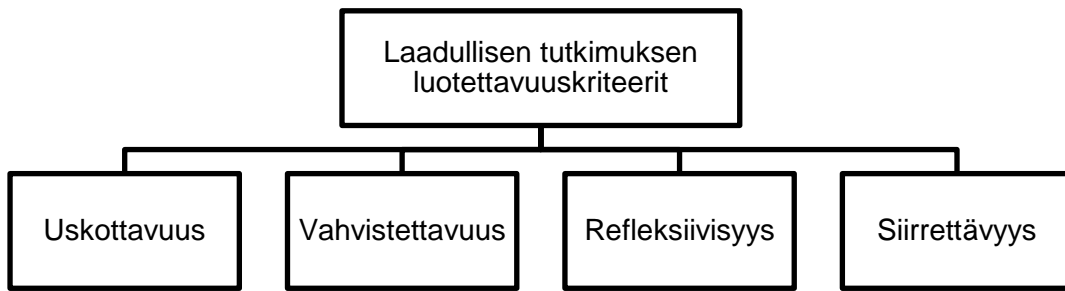 Laadullisen tutkimuksen
luotettavuuskriteerit
Uskottavuus
Vahvistettavuus
Refleksiivisyys
Siirrettävyys